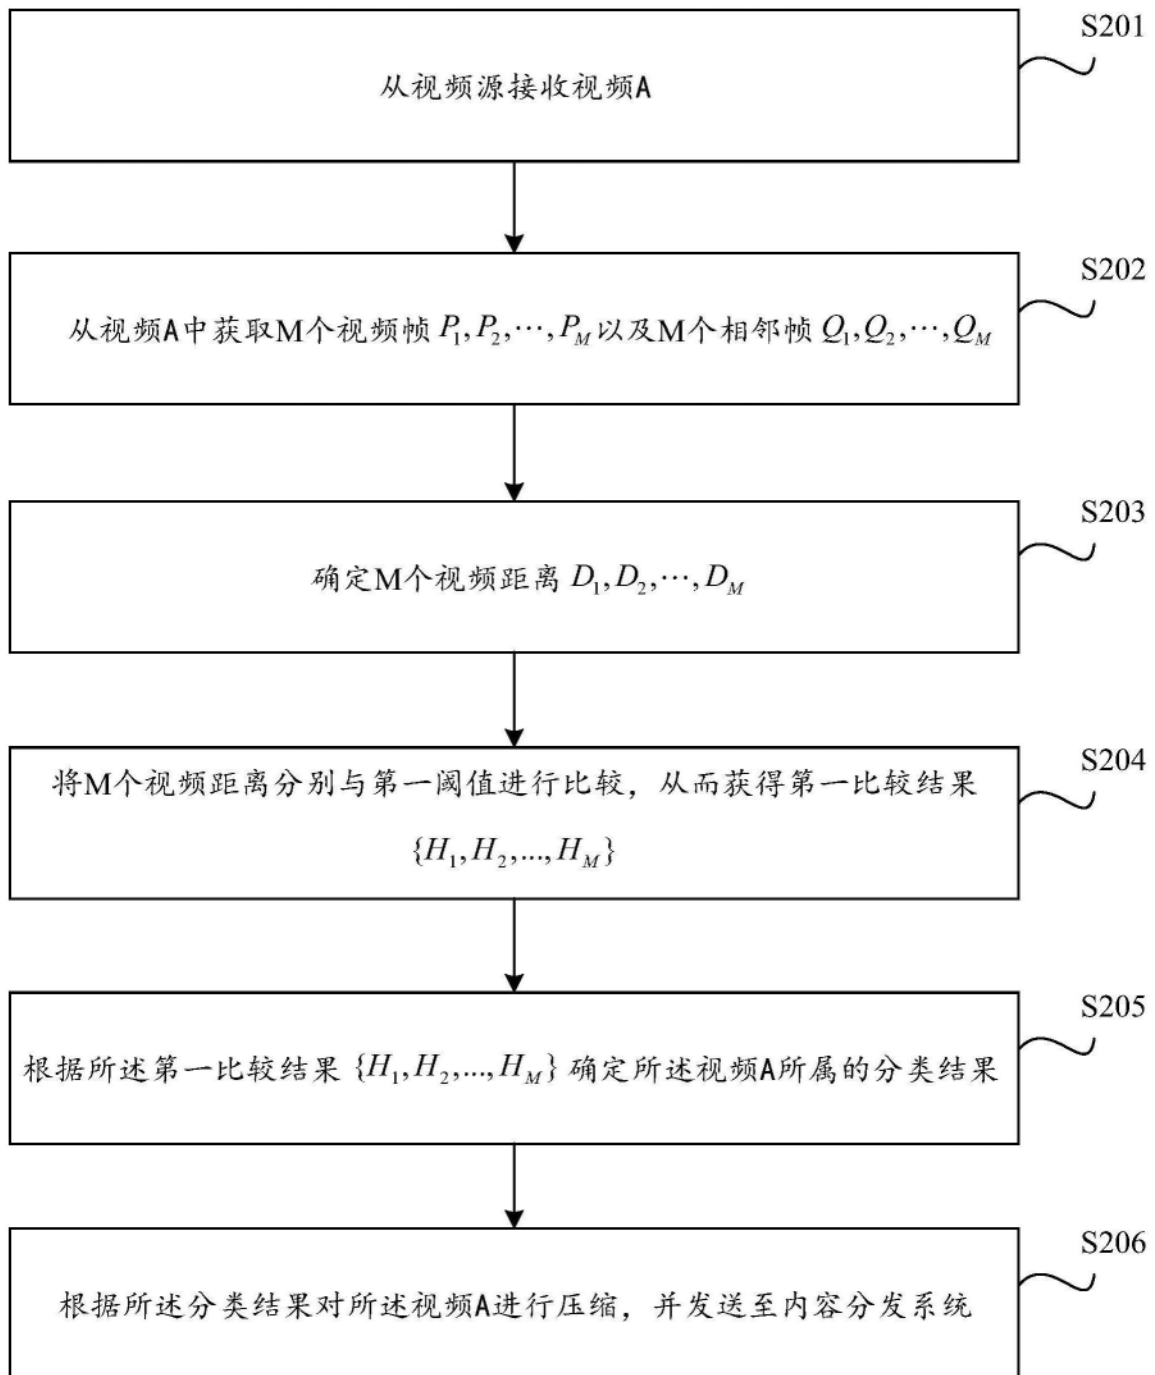 S201
从视频源接收视频A
S202
从视频A中获取M个视频帧 P₁,P₂,⋯,P_M 以及M个相邻帧 Q₁,Q₂,⋯,Q_M
S203
确定M个视频距离 D₁,D₂,⋯,D_M
S204
将M个视频距离分别与第一阈值进行比较，从而获得第一比较结果
{H₁,H₂,...,H_M}
S205
根据所述第一比较结果 {H₁,H₂,...,H_M} 确定所述视频A所属的分类结果
S206
根据所述分类结果对所述视频A进行压缩，并发送至内容分发系统